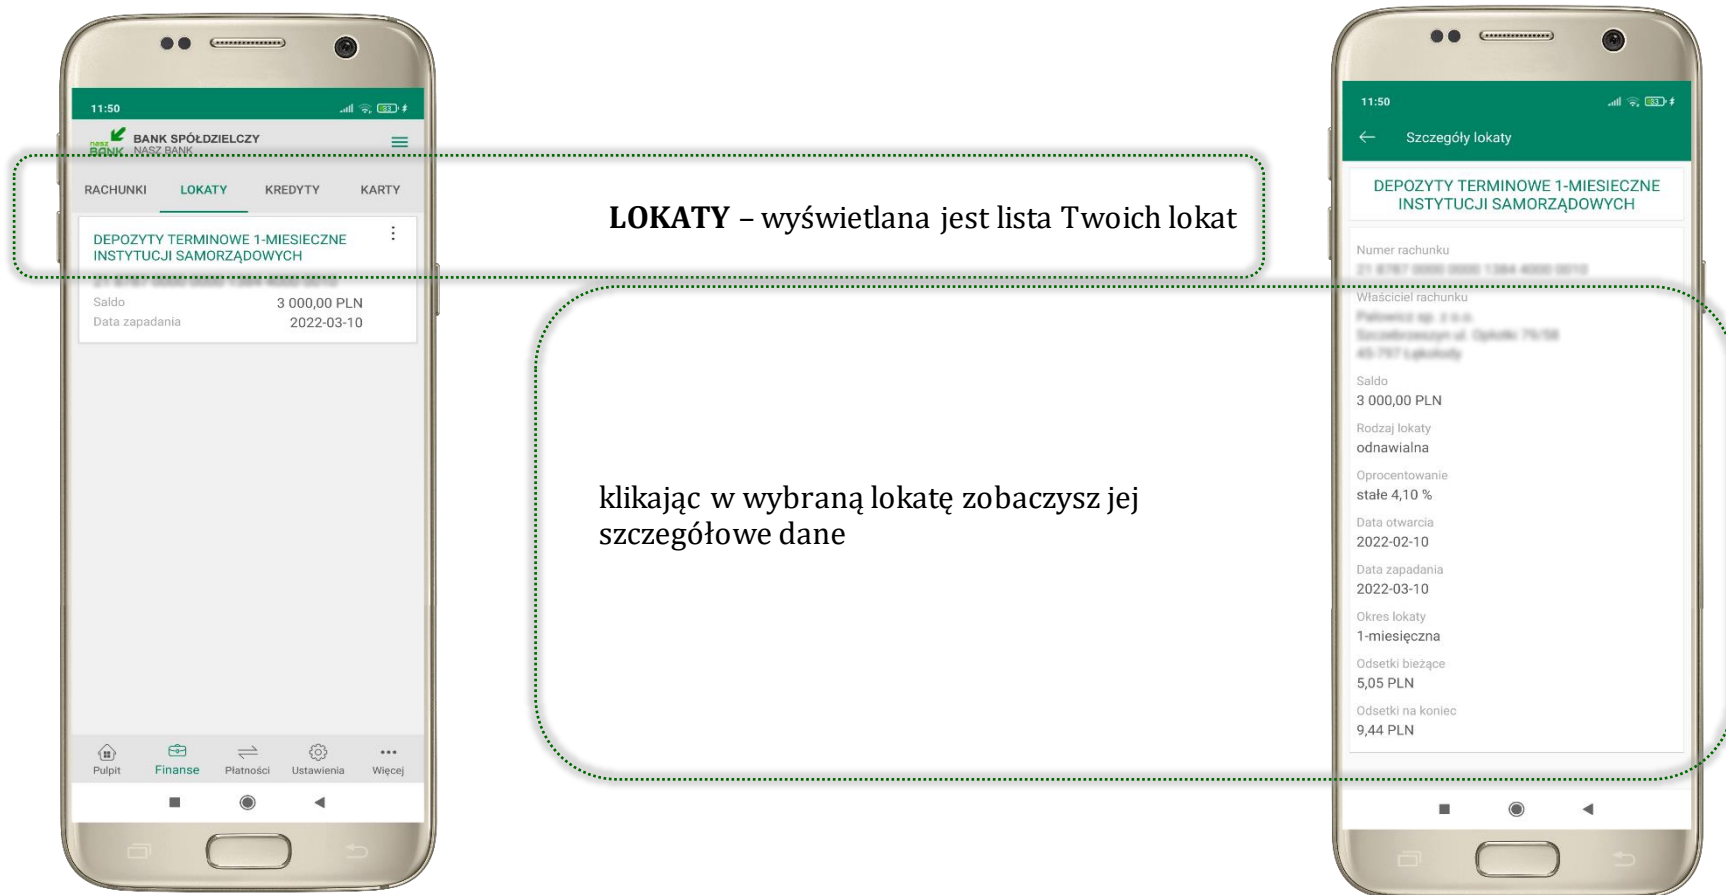 11:50
83
nasz
BANK
BANK SPÓŁDZIELCZY
NASZ BANK
RACHUNKI LOKATY KREDYTY KARTY
DEPOZYTY TERMINOWE 1-MIESIECZNE
INSTYTUCJI SAMORZĄDOWYCH
Saldo 3 000,00 PLN
Data zapadania 2022-03-10
Pulpit Finanse Płatności Ustawienia Więcej
LOKATY – wyświetlana jest lista Twoich lokat
klikając w wybraną lokatę zobaczysz jej
szczegółowe dane
11:50
83
Szczegóły lokaty
DEPOZYTY TERMINOWE 1-MIESIECZNE
INSTYTUCJI SAMORZĄDOWYCH
Numer rachunku
Właściciel rachunku
Saldo
3 000,00 PLN
Rodzaj lokaty
odnawialna
Oprocentowanie
stałe 4,10 %
Data otwarcia
2022-02-10
Data zapadania
2022-03-10
Okres lokaty
1-miesięczna
Odsetki bieżące
5,05 PLN
Odsetki na koniec
9,44 PLN